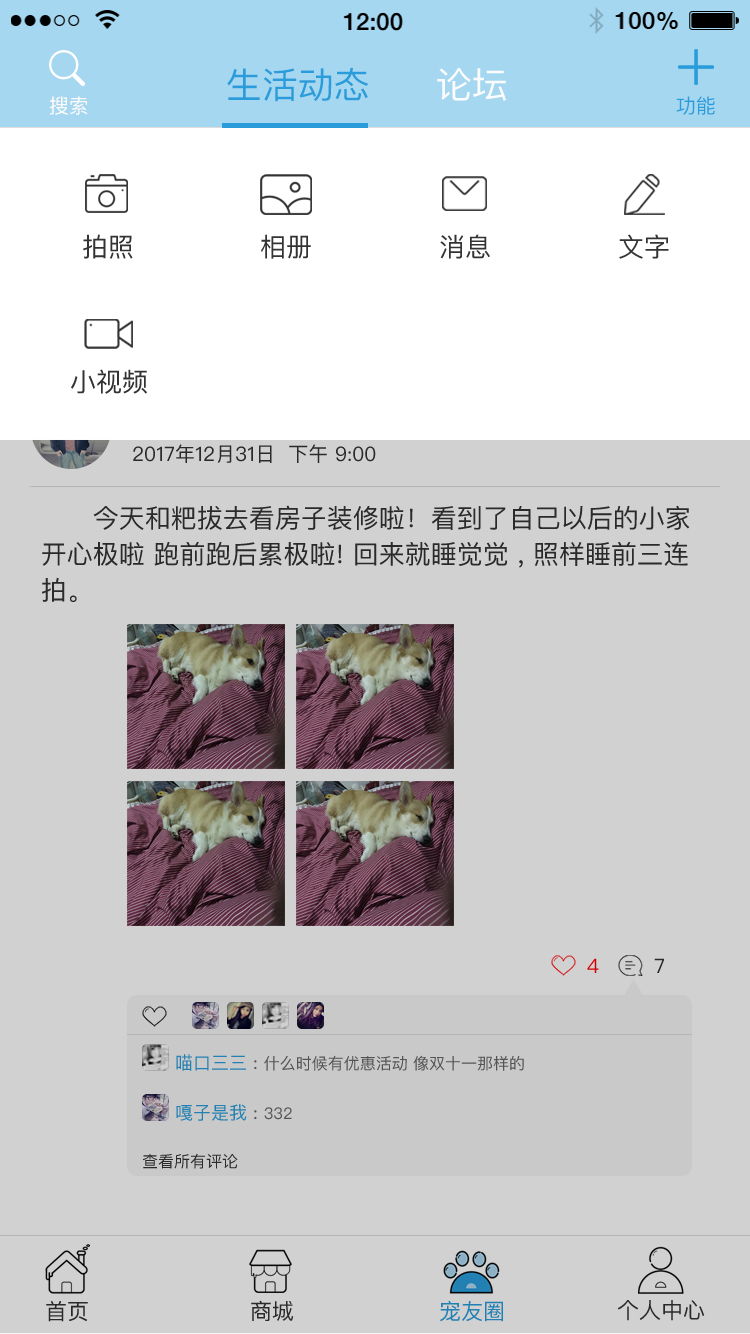 12:00
100%
搜索
生活动态
论坛
功能
拍照
相册
消息
文字
小视频
2017年12月31日 下午 9:00
今天和粑拔去看房子装修啦！看到了自己以后的小家
开心极啦 跑前跑后累极啦! 回来就睡觉觉，照样睡前三连
拍。
4
7
喵口三三：什么时候有优惠活动 像双十一那样的
嘎子是我：332
查看所有评论
首页
商城
宠友圈
个人中心